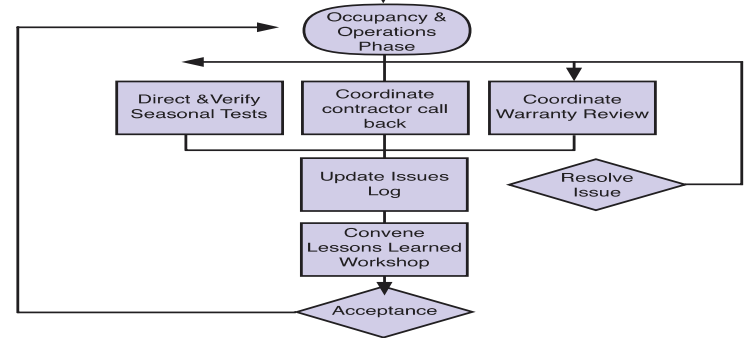 Occupancy &
Operations
Phase
Direct &Verify
Seasonal Tests
Coordinate
contractor call
back
Coordinate
Warranty Review
Update Issues
Log
Resolve
Issue
Convene
Lessons Learned
Workshop
Acceptance